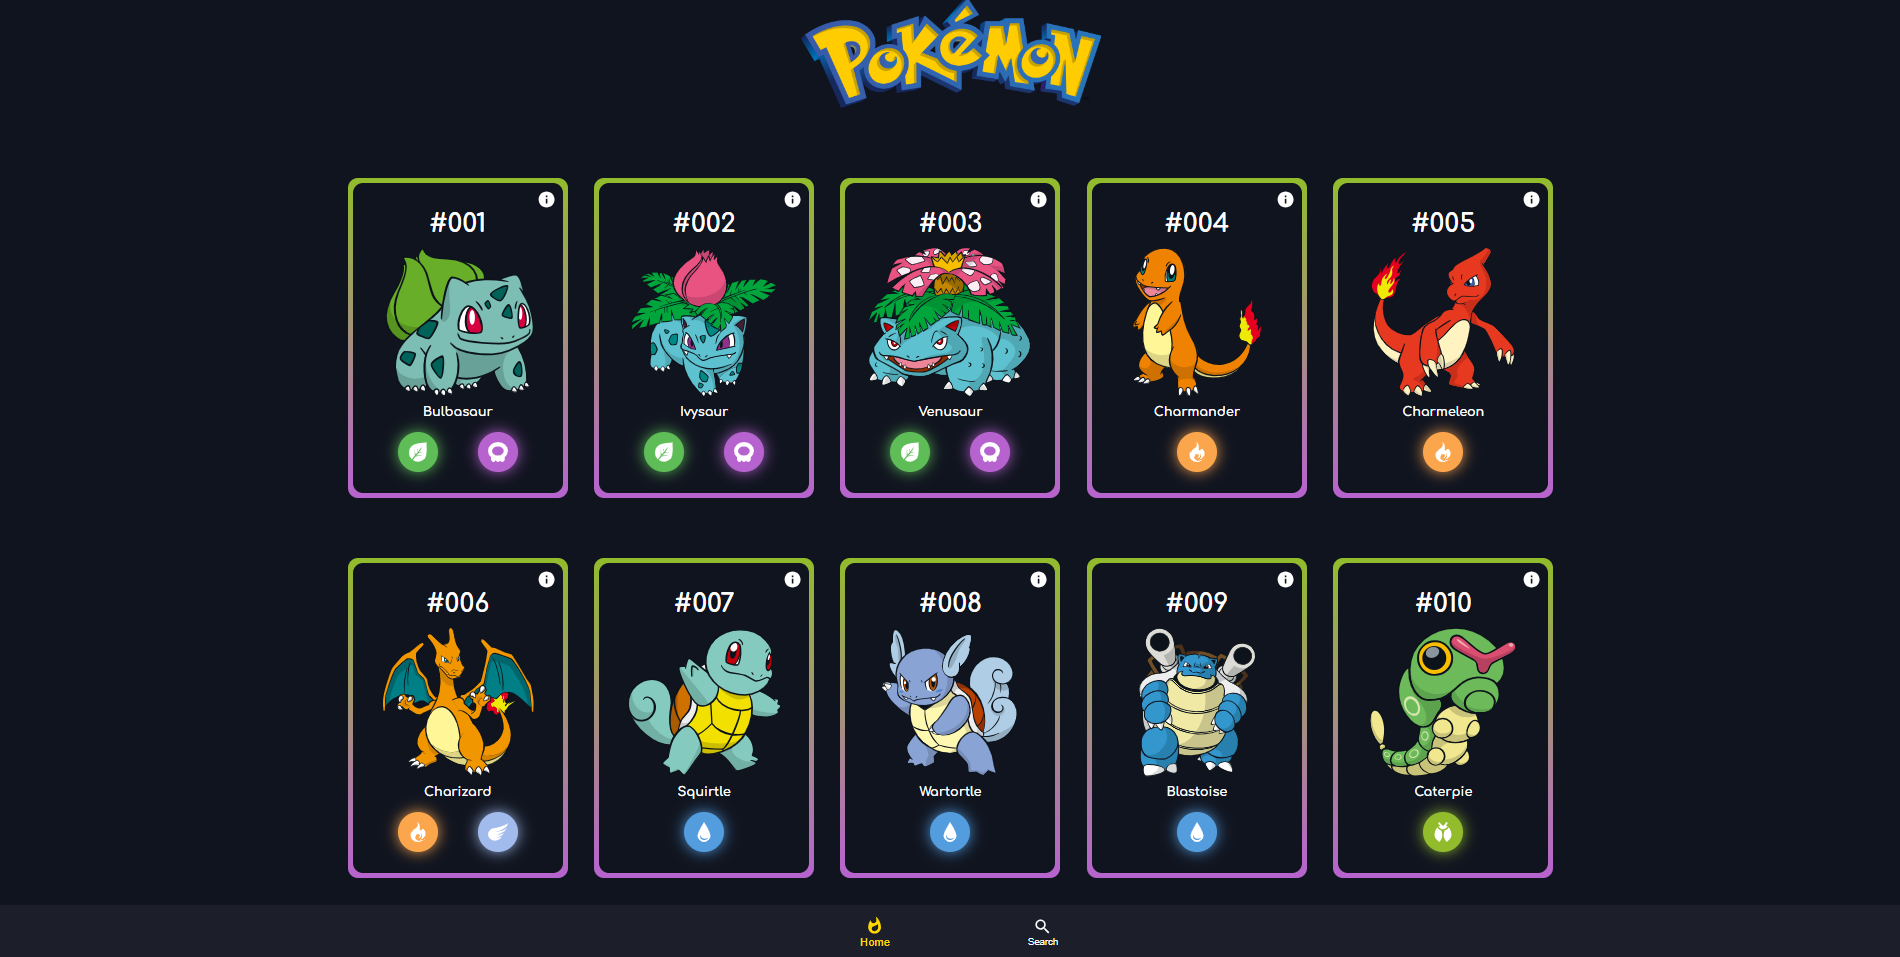 POKéMON
#001
#002
#003
#004
#005
Bulbasaur
Ivysaur
Venusaur
Charmander
Charmeleon
#006
#007
#008
#009
#010
Charizard
Squirtle
Wartortle
Blastoise
Caterpie
Home
Search